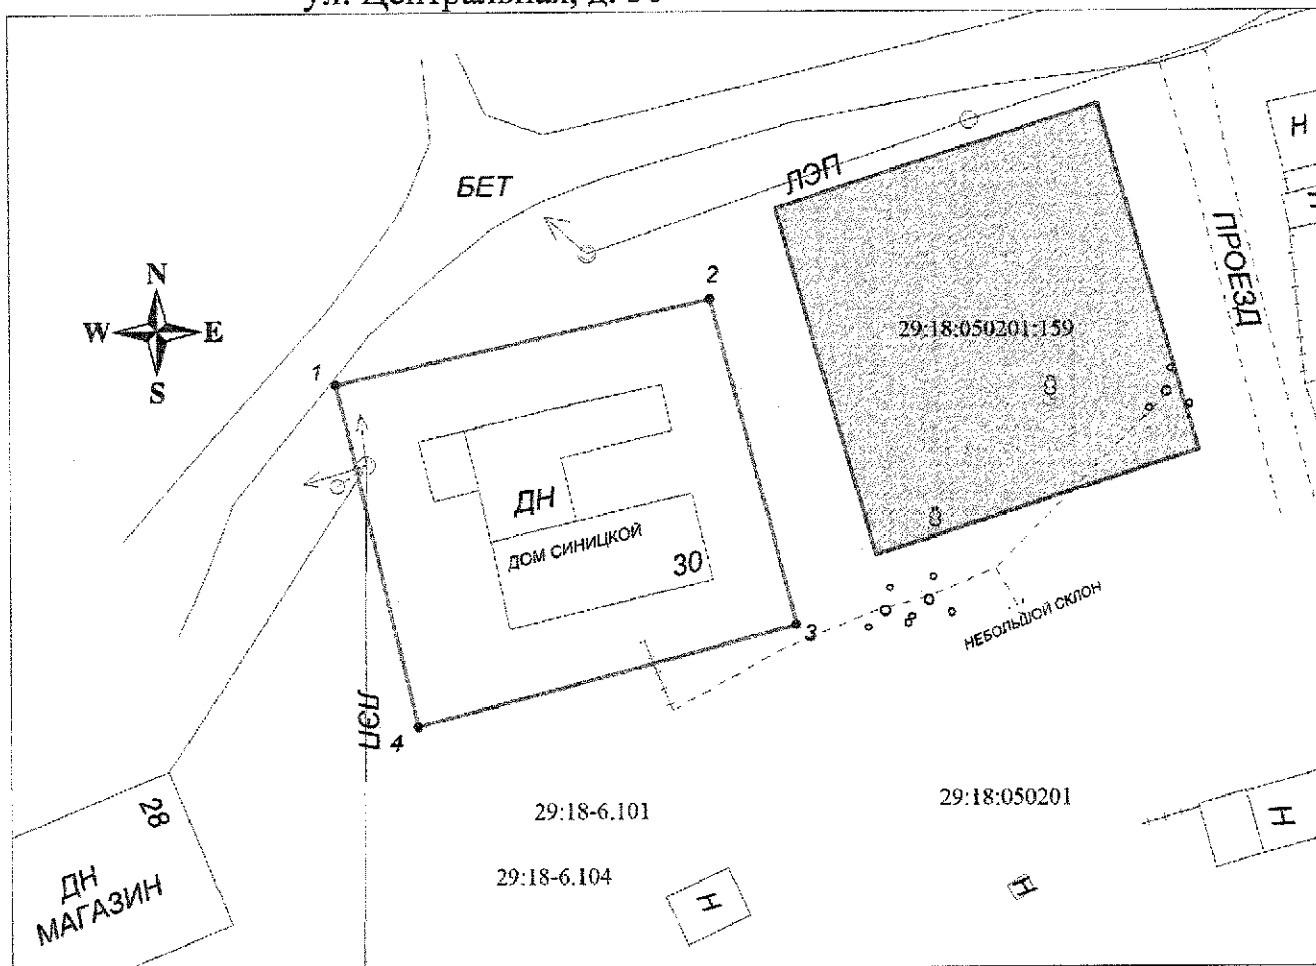 ул. Центральная, д. 30
БЕТ
ЛЭП
Н
ПРОЕЗД
N
W E
S
1
2
29:18:050201:159
ДН
ДОМ СИНИЦКОЙ
30
3
НЕБОЛЬШОЙ СКЛОН
4
ЛЭП
28
ДН
МАГАЗИН
29:18-6.101
29:18:050201
29:18-6.104
Н
Н
Н